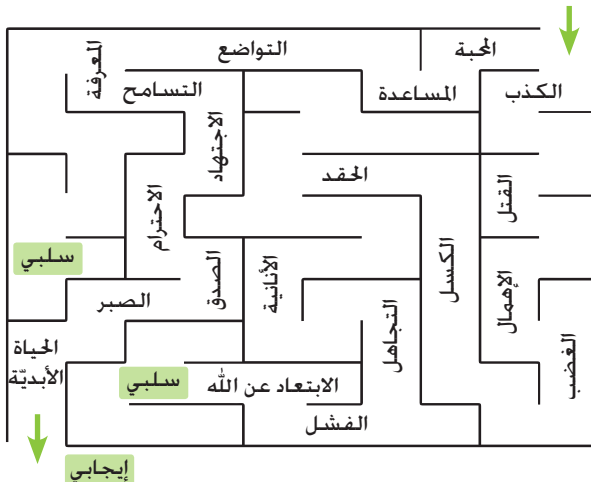 المحبة
التواضع
المعرفة
الكذب
المساعدة
التسامح
الاجتهاد
الحقد
القتل
الاحترام
سلبي
الكسل
الأنانية
الصدق
الإهمال
الصبر
التجاهل
الغضب
الحياة
الأبديّة
الابتعاد عن اللّه
سلبي
الفشل
إيجابي